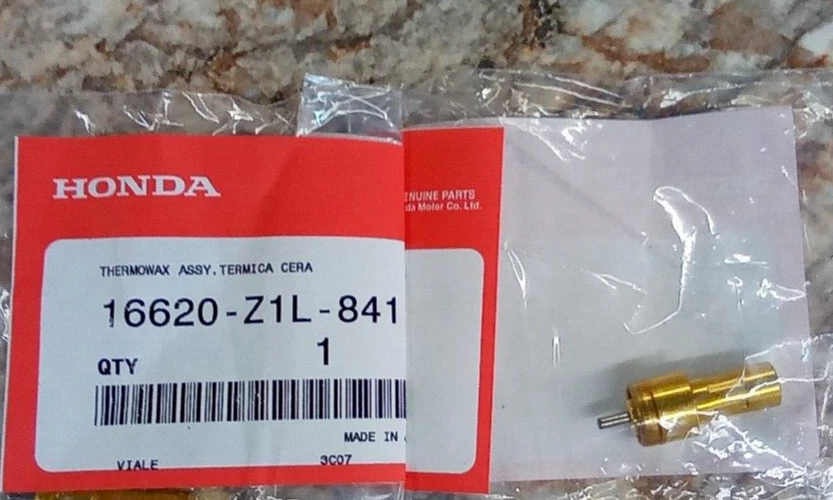 HONDA
ENUINE PARTS
da Motor Co. Ltd.
THERMOWAX ASSY.TERMICA CERA
16620-Z1L-841
QTY 1
MADE IN
VIALE 3C07